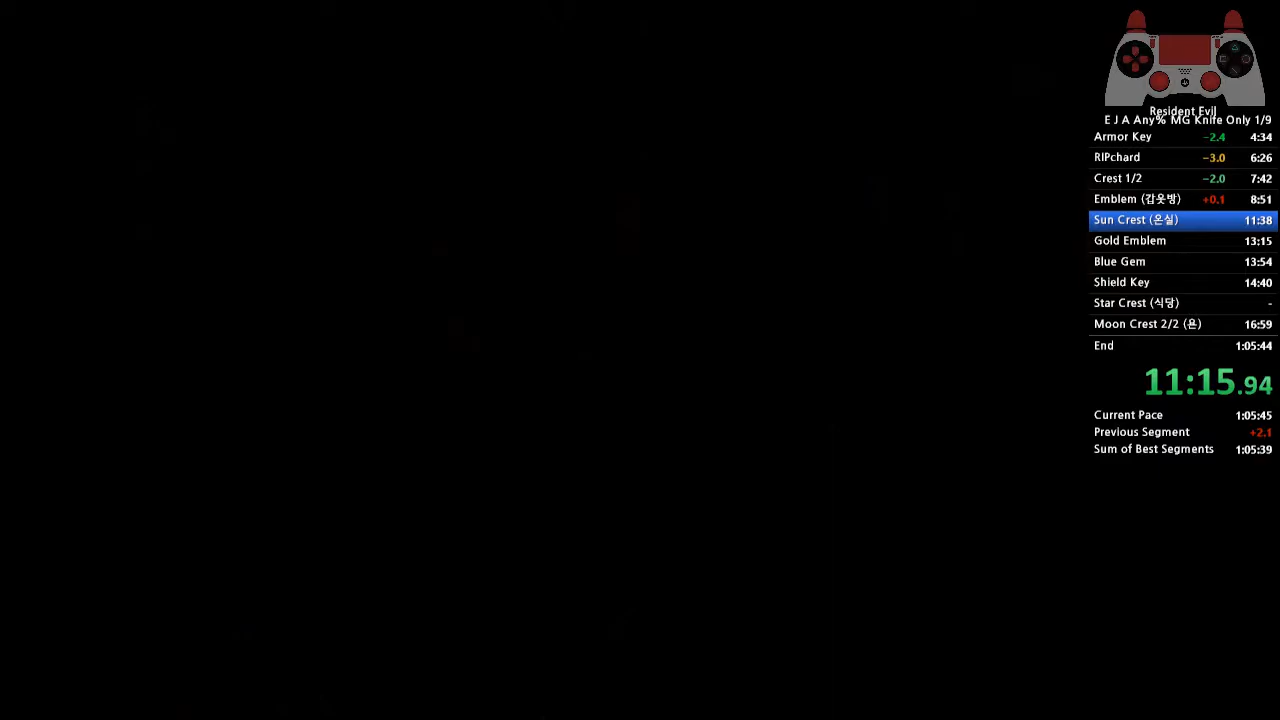 Resident Evil
E J A Any% MG Knife Only 1/9
Armor Key -2.4 4:34
RIPchard -3.0 6:26
Crest 1/2 -2.0 7:42
Emblem (갑옷방) +0.1 8:51
Sun Crest (온실) 11:38
Gold Emblem 13:15
Blue Gem 13:54
Shield Key 14:40
Star Crest (식당) -
Moon Crest 2/2 (욘) 16:59
End 1:05:44
11:15.94
Current Pace 1:05:45
Previous Segment +2.1
Sum of Best Segments 1:05:39